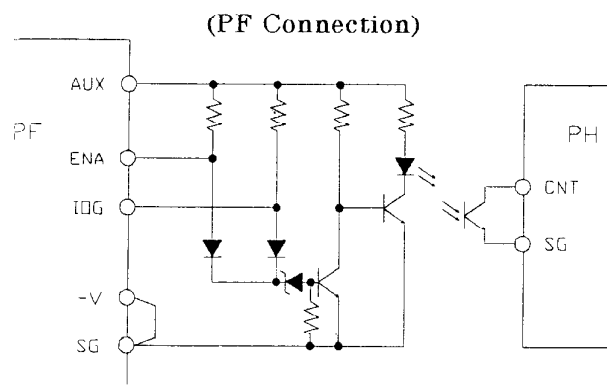 (PF Connection)
AUX
PF
PH
ENA
CNT
IOG
SG
-V
SG